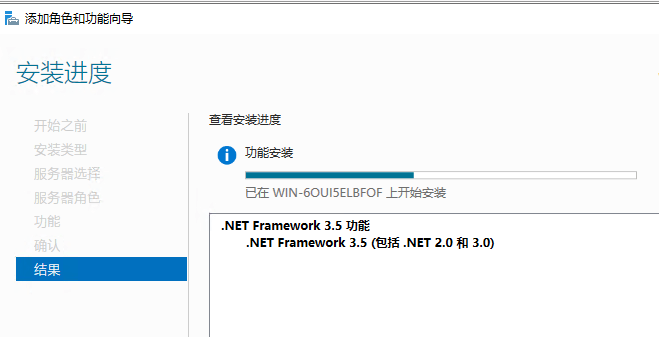 添加角色和功能向导
安装进度
开始之前
安装类型
服务器选择
服务器角色
功能
确认
结果
查看安装进度
功能安装
已在 WIN-6OUI5ELBFOF 上开始安装
.NET Framework 3.5 功能
.NET Framework 3.5 (包括 .NET 2.0 和 3.0)